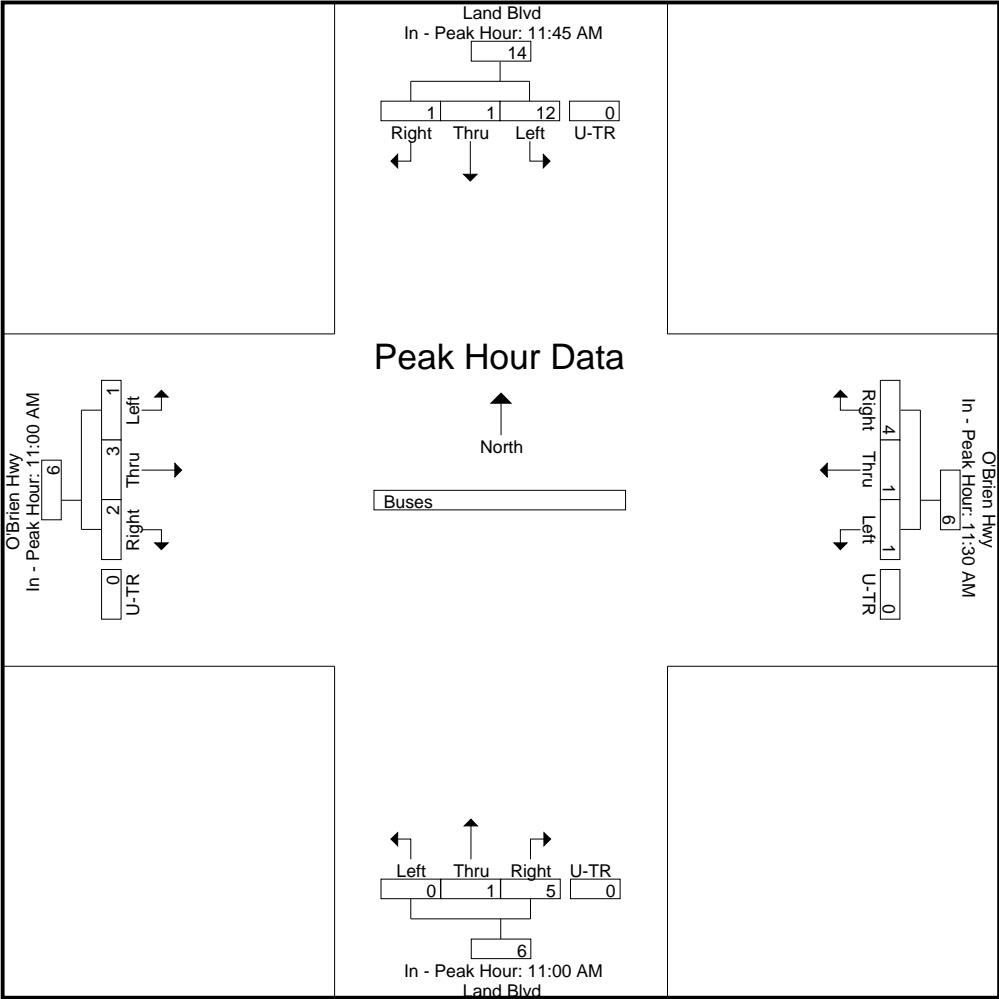 Land Blvd
In - Peak Hour: 11:45 AM
14
1 1 12 0
Right Thru Left U-TR
Peak Hour Data
North
Buses
O'Brien Hwy
In - Peak Hour: 11:00 AM
6
1 3 2 0
Left Thru Right U-TR
O'Brien Hwy
In - Peak Hour: 11:30 AM
6
4 1 1 0
Right Thru Left U-TR
Left Thru Right U-TR
0 1 5 0
6
In - Peak Hour: 11:00 AM
Land Blvd